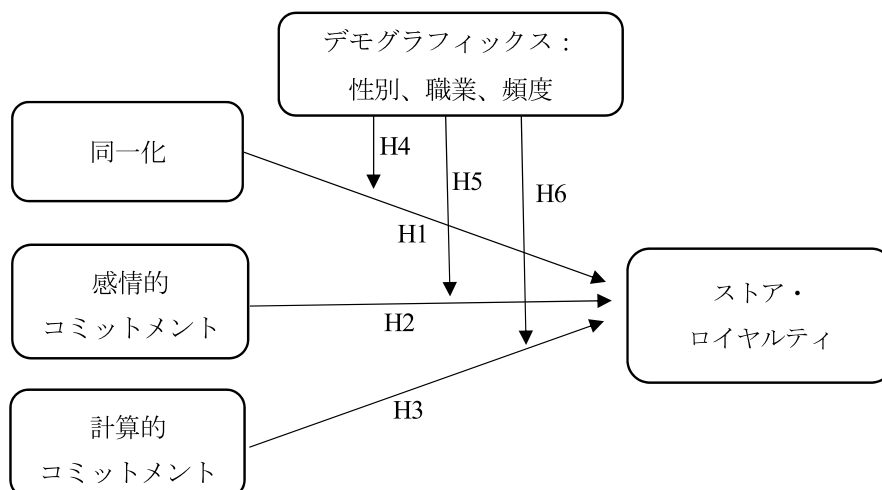 デモグラフィックス：
性別、職業、頻度
同一化
H4
H5
H6
H1
感情的
コミットメント
H2
ストア・
ロイヤルティ
計算的
コミットメント
H3